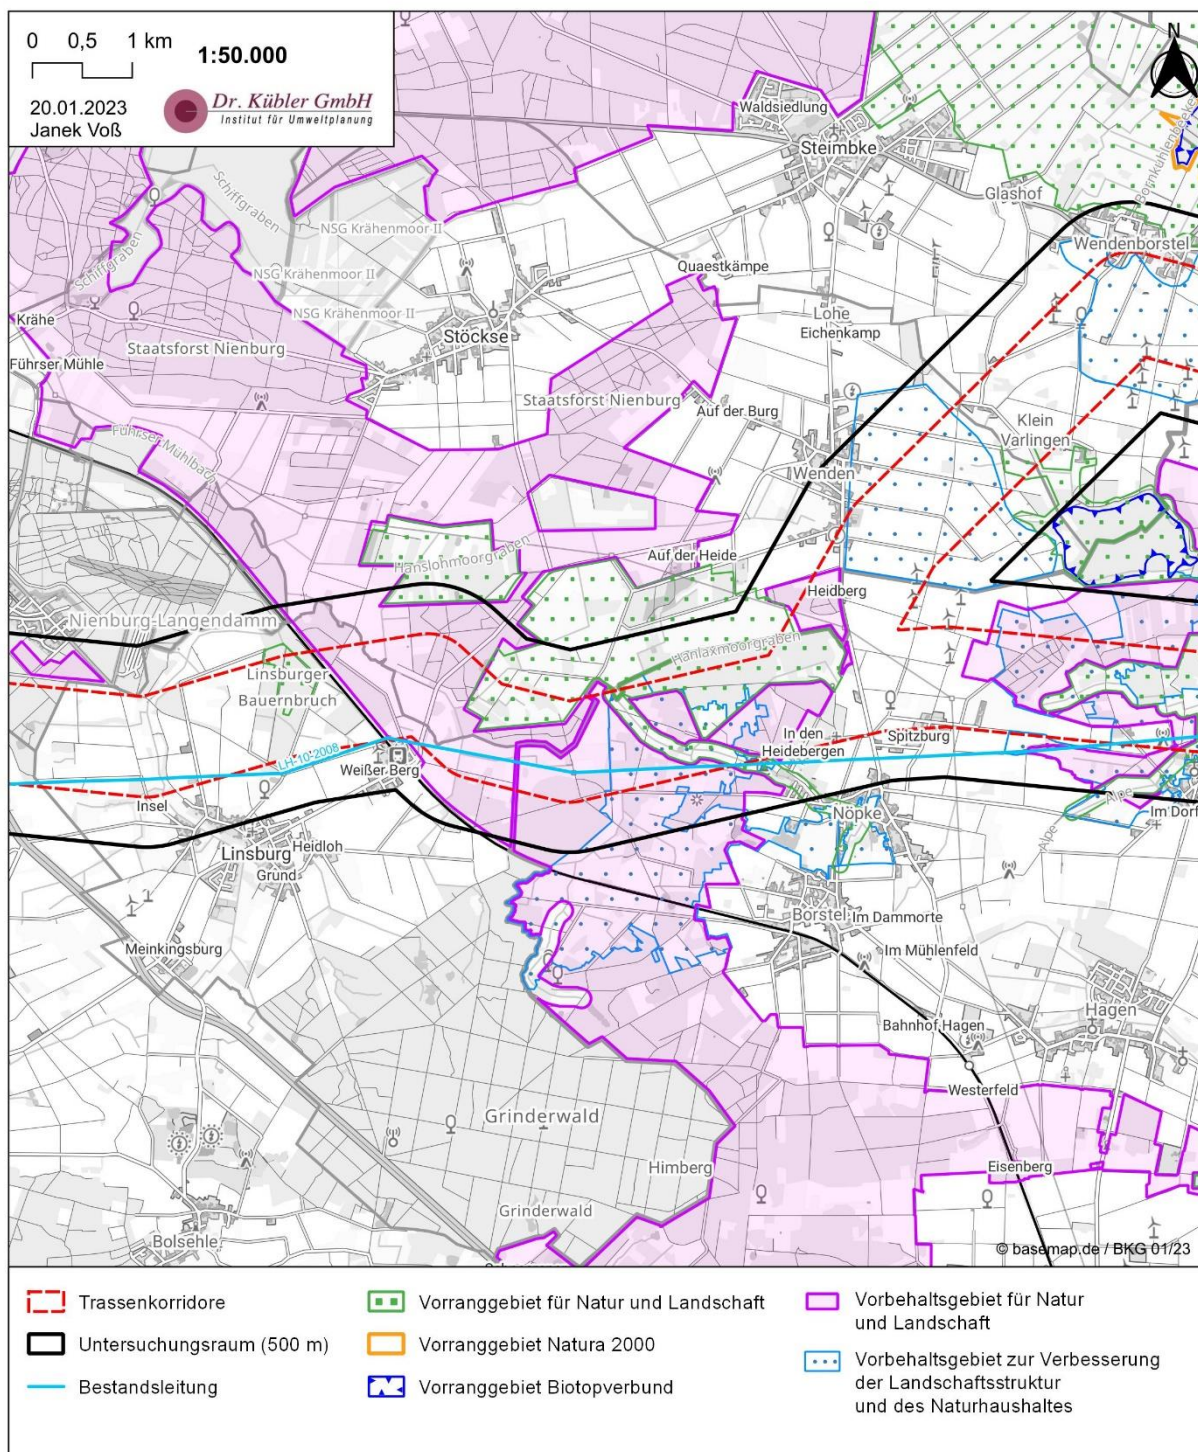 0 0,5 1 km
1:50.000
20.01.2023
Janek Voß
Dr. Kübler GmbH
Institut für Umweltplanung
N
Waldsiedlung
Steimbke
Bornkuhlenbeeke
Glashof
Schiffgraben
NSG Krähenmoor II
Wendenborstel
Schiffgraben
NSG Krähenmoor II
Quaestkämpe
NSG Krähenmoor II
Lohe
Krähe
Eichenkamp
Stöckse
Staatsforst Nienburg
Führser Mühle
Staatsforst Nienburg
Auf der Burg
Klein
Varlingen
Führser Mühlbach
Wenden
Auf der Heide
Hanslohmoorgraben
Heidberg
Nienburg-Langendamm
Hanlaxmoorgraben
Linsburger
Bauernbruch
In den
Heidebergen
Spitzburg
LH-10-2008
Weißer Berg
Insel
Alpe
Im Dorf
Nöpke
Alpe
Heidloh
Linsburg
Grund
Borstel
Im Dammorte
Meinkingsburg
Im Mühlenfeld
Hagen
Bahnhof Hagen
Westerfeld
Grinderwald
Himberg
Eisenberg
Grinderwald
Bolsehle
© basemap.de / BKG 01/23
Trassenkorridore
Untersuchungsraum (500 m)
Bestandsleitung
Vorranggebiet für Natur und Landschaft
Vorranggebiet Natura 2000
Vorranggebiet Biotopverbund
Vorbehaltsgebiet für Natur
und Landschaft
Vorbehaltsgebiet zur Verbesserung
der Landschaftsstruktur
und des Naturhaushaltes